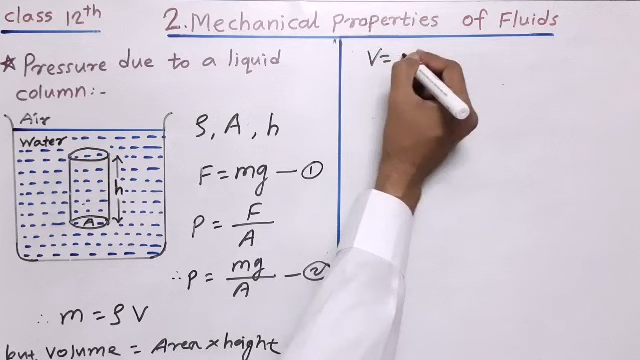 class 12th
2. Mechanical Properties of Fluids
★ Pressure due to a liquid
column:-
Air
Water
h
A
ρ, A, h
F = mg — ①
P = F/A
∴ P = mg/A — ②
∴ m = ρ V
but volume = Area × height
V =